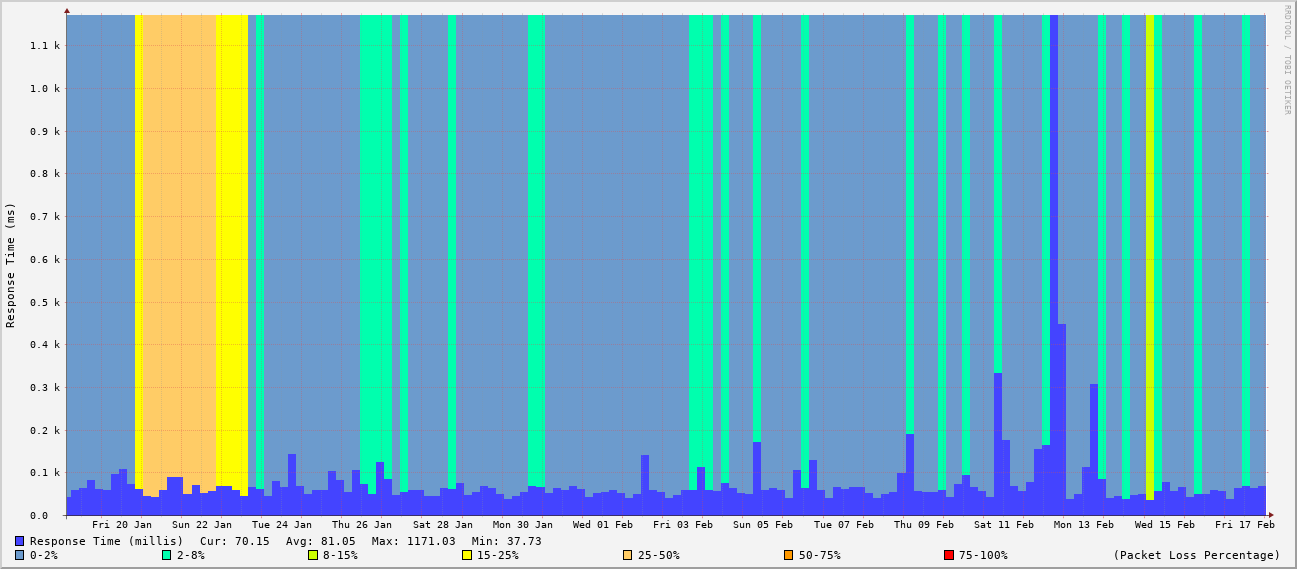 RRDTOOL / TOBI OETIKER
Response Time (ms)
1.1 k
1.0 k
0.9 k
0.8 k
0.7 k
0.6 k
0.5 k
0.4 k
0.3 k
0.2 k
0.1 k
0.0
Fri 20 Jan Sun 22 Jan Tue 24 Jan Thu 26 Jan Sat 28 Jan Mon 30 Jan Wed 01 Feb Fri 03 Feb Sun 05 Feb Tue 07 Feb Thu 09 Feb Sat 11 Feb Mon 13 Feb Wed 15 Feb Fri 17 Feb
Response Time (millis) Cur: 70.15 Avg: 81.05 Max: 1171.03 Min: 37.73
0-2% 2-8% 8-15% 15-25% 25-50% 50-75% 75-100% (Packet Loss Percentage)